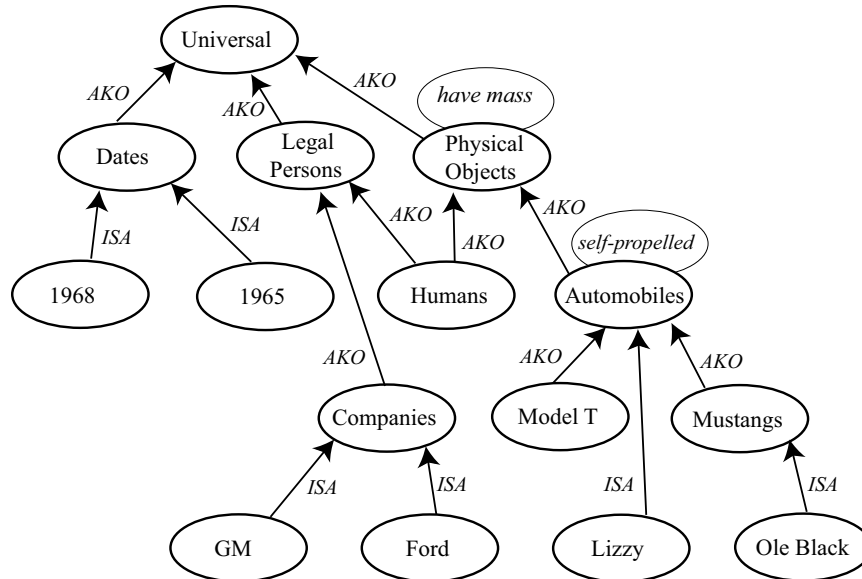 Universal
AKO
AKO
AKO
have mass
Dates
Legal
Persons
Physical
Objects
ISA
ISA
AKO
AKO
AKO
self-propelled
1968
1965
Humans
Automobiles
AKO
AKO
AKO
Companies
Model T
Mustangs
ISA
ISA
ISA
ISA
GM
Ford
Lizzy
Ole Black